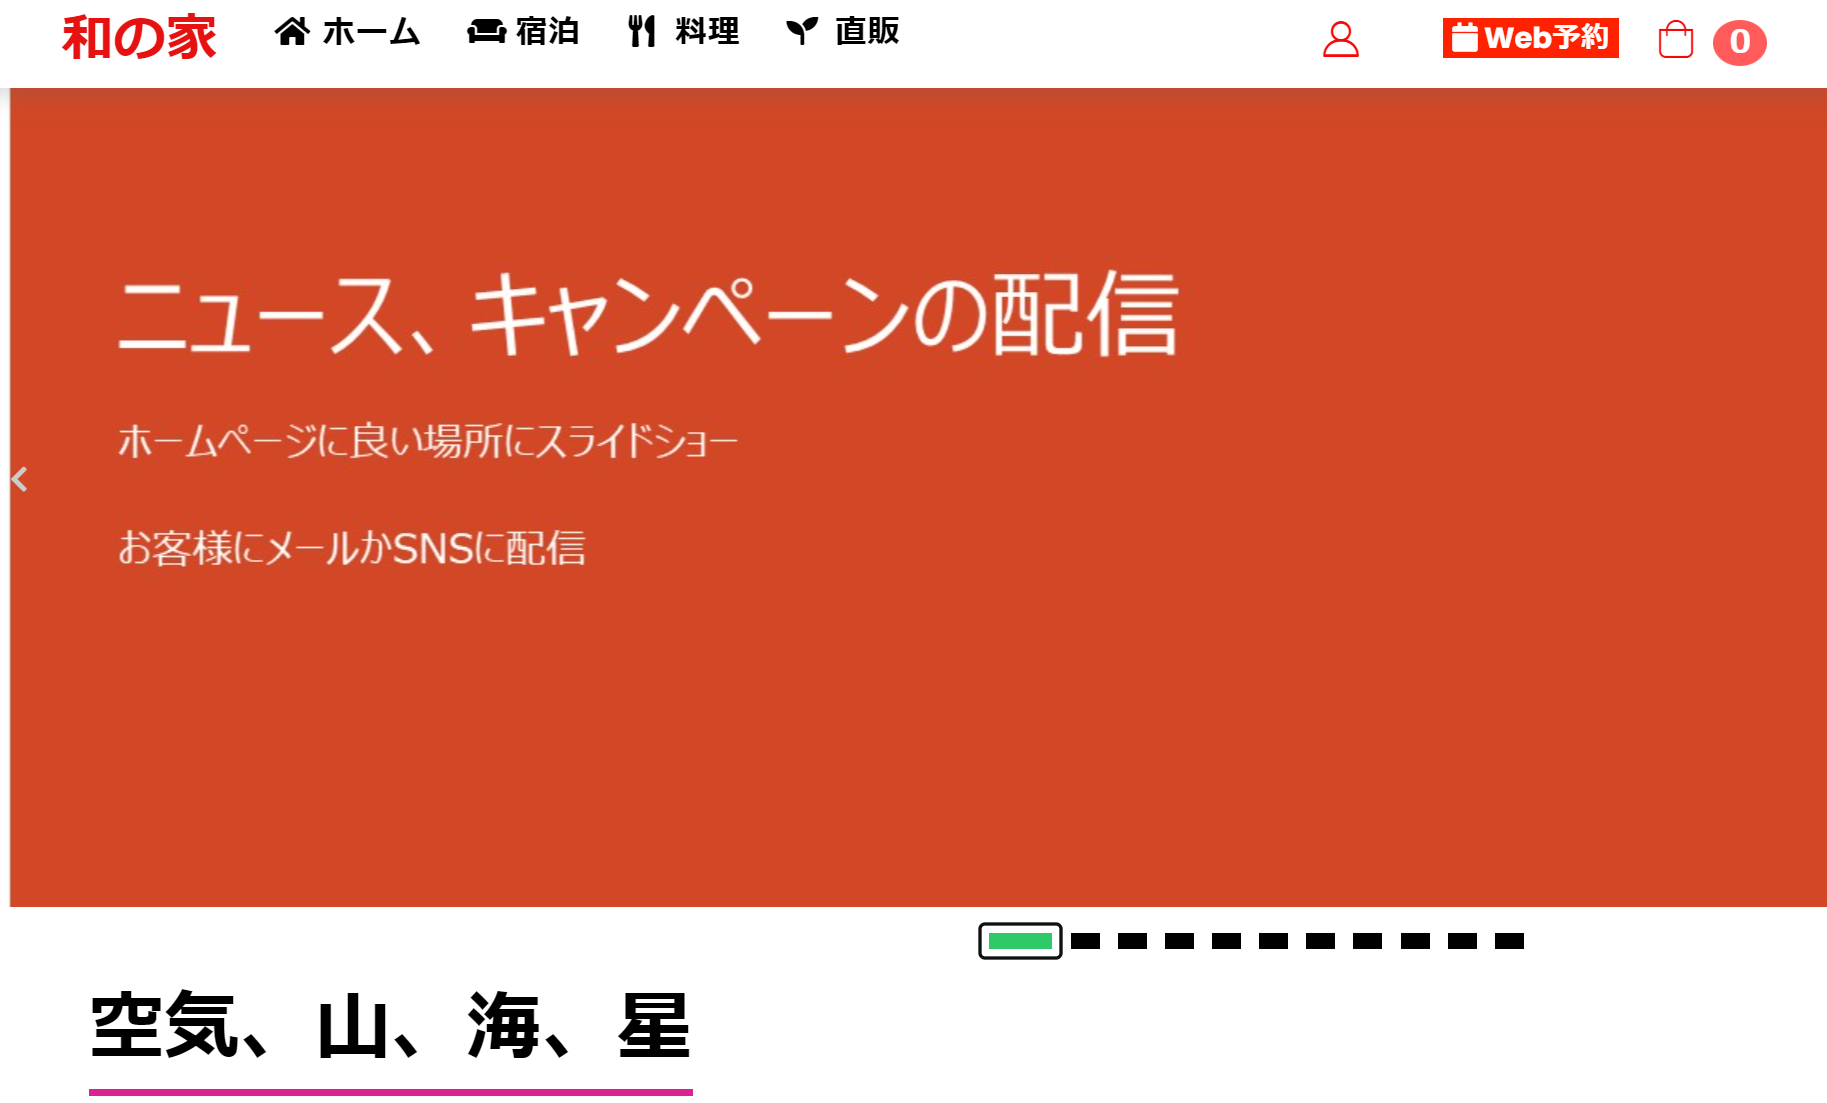 和の家 ホーム 宿泊 料理 直販 Web予約 0
ニュース、キャンペーンの配信
ホームページに良い場所にスライドショー
お客様にメールかSNSに配信
空気、山、海、星